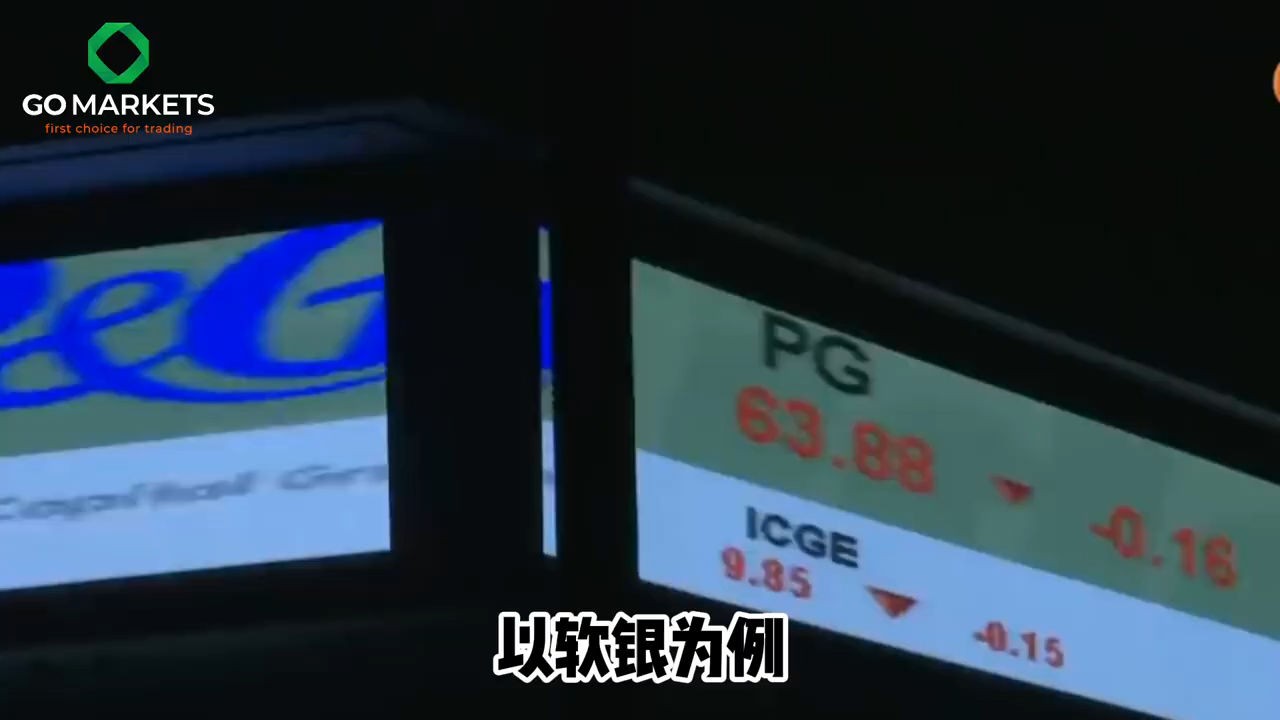 GO MARKETS
first choice for trading
&G
PG
63.88 -0.16
ICGE
9.85 -0.15
以软银为例